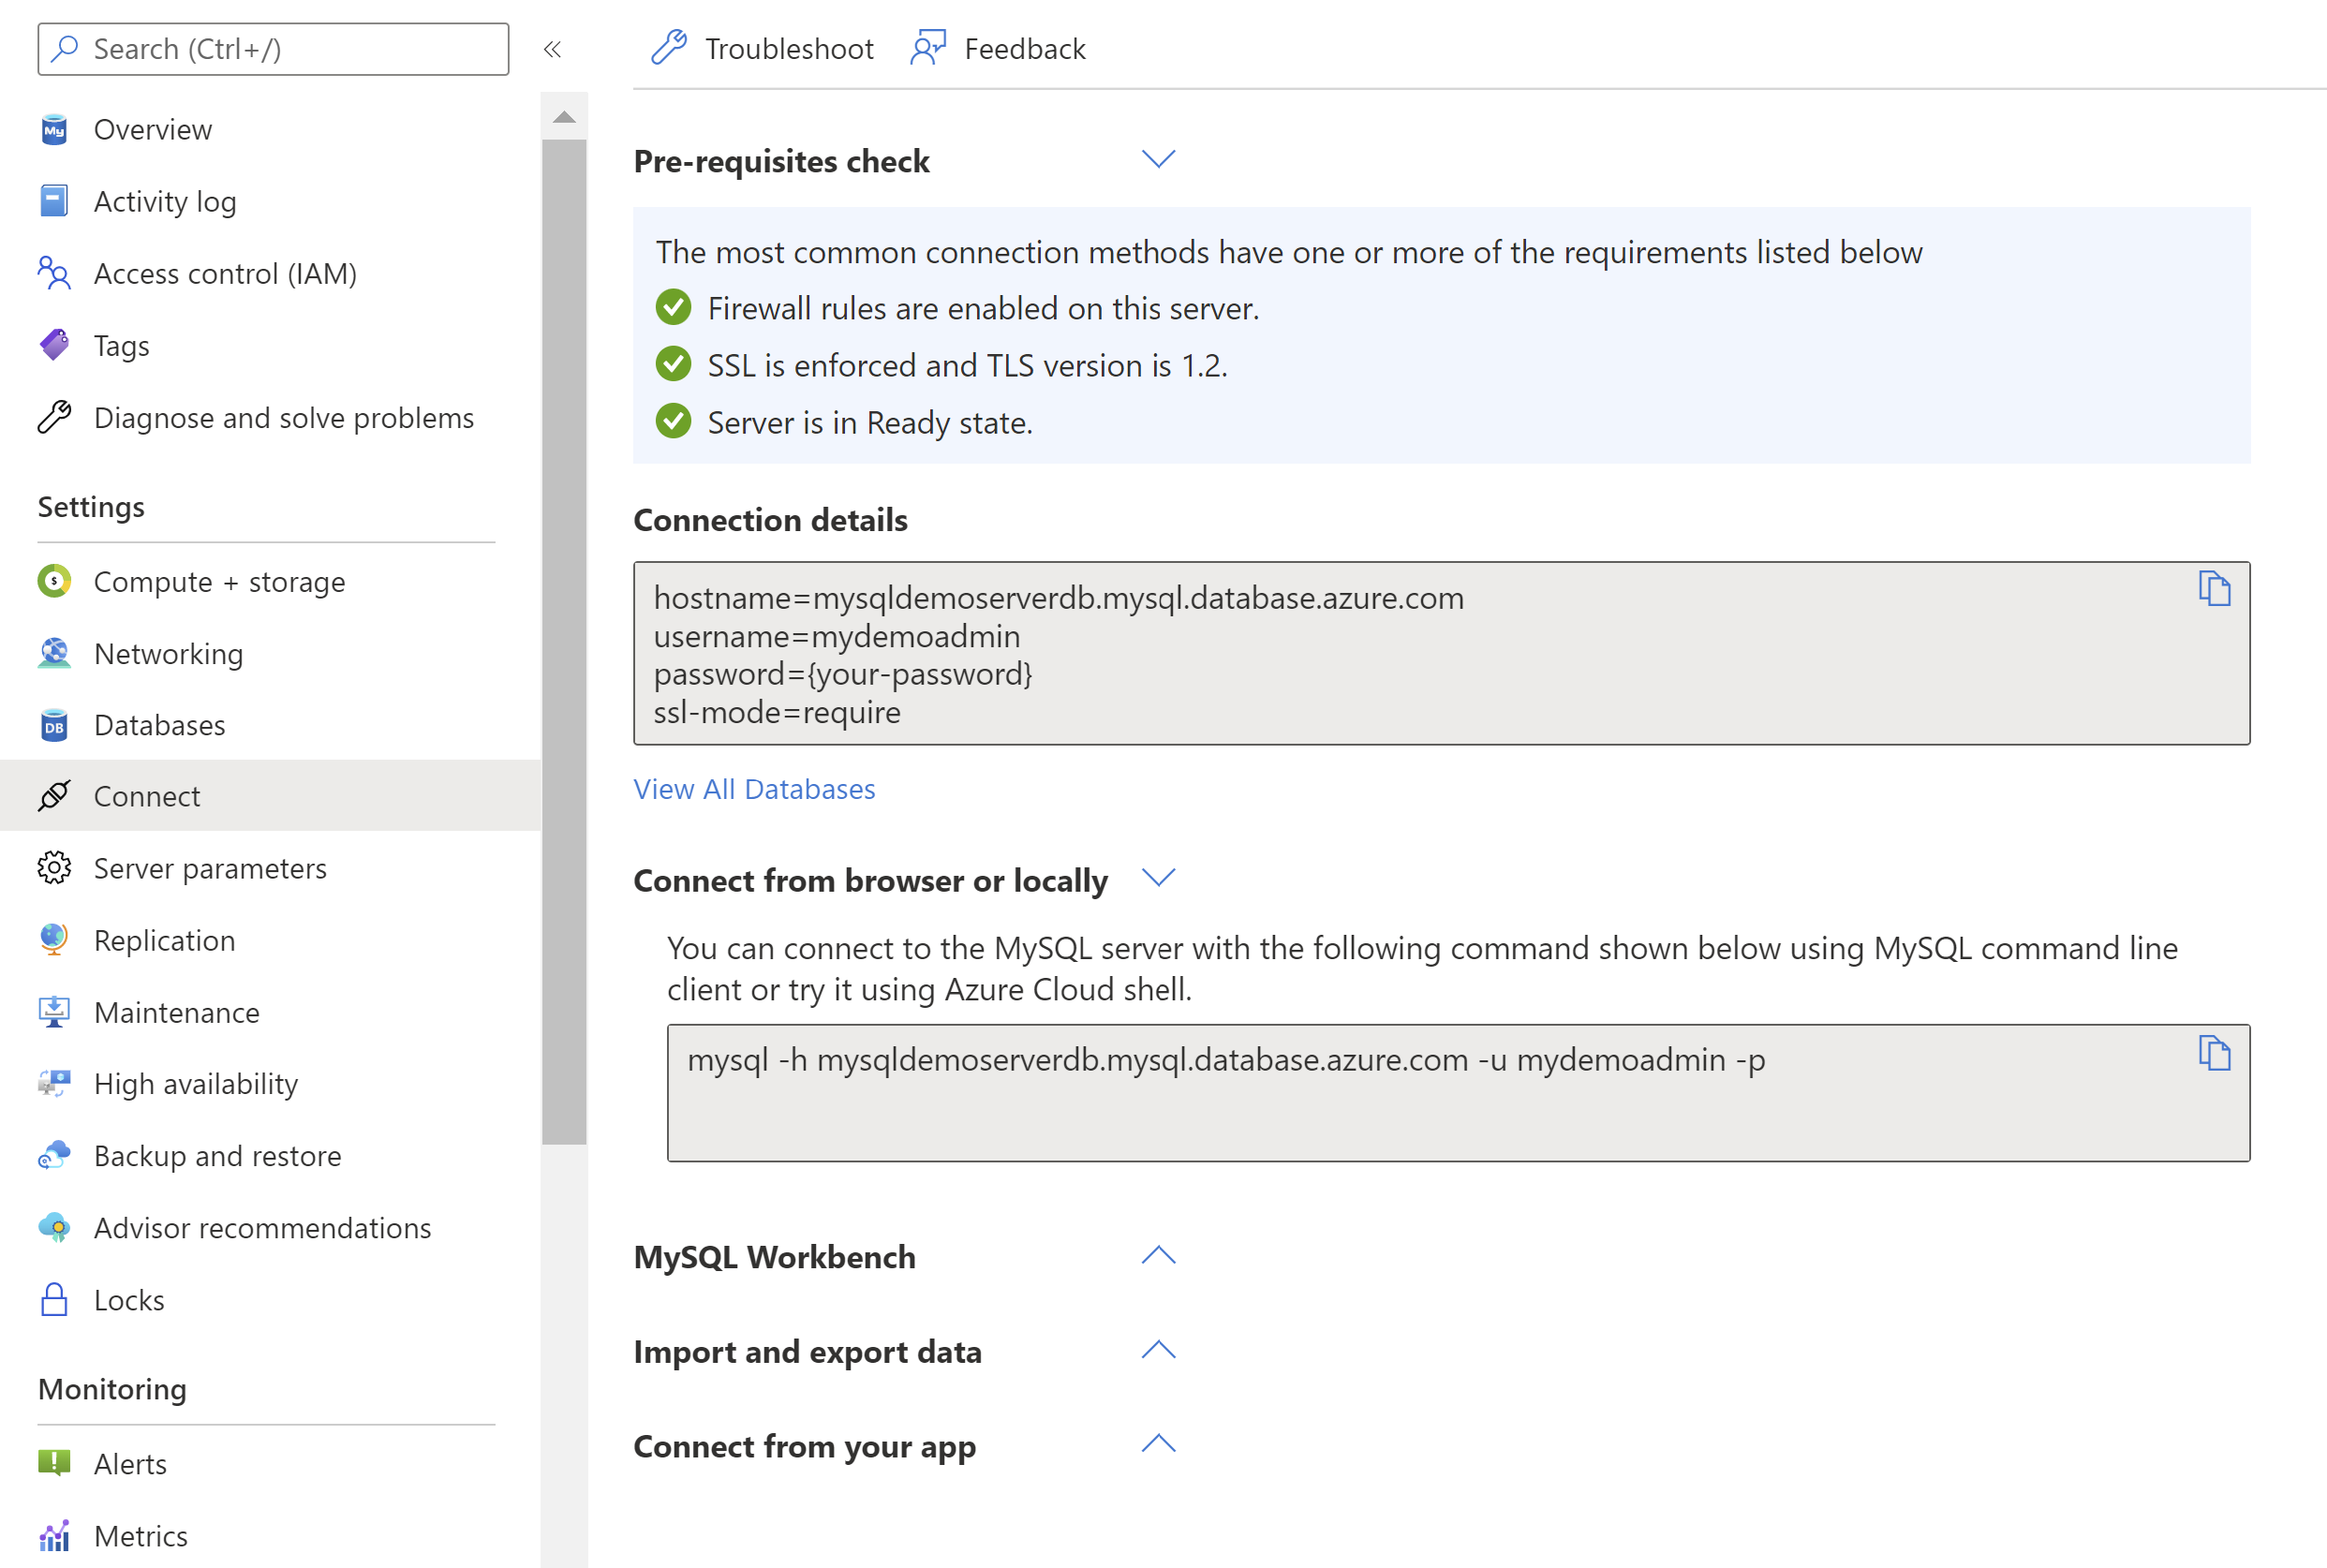 Search (Ctrl+/)
Overview
Activity log
Access control (IAM)
Tags
Diagnose and solve problems
Settings
Compute + storage
Networking
Databases
Connect
Server parameters
Replication
Maintenance
High availability
Backup and restore
Advisor recommendations
Locks
Monitoring
Alerts
Metrics
Troubleshoot
Feedback
Pre-requisites check
The most common connection methods have one or more of the requirements listed below
Firewall rules are enabled on this server.
SSL is enforced and TLS version is 1.2.
Server is in Ready state.
Connection details
hostname=mysqldemoserverdb.mysql.database.azure.com
username=mydemoadmin
password={your-password}
ssl-mode=require
View All Databases
Connect from browser or locally
You can connect to the MySQL server with the following command shown below using MySQL command line
client or try it using Azure Cloud shell.
mysql -h mysqldemoserverdb.mysql.database.azure.com -u mydemoadmin -p
MySQL Workbench
Import and export data
Connect from your app